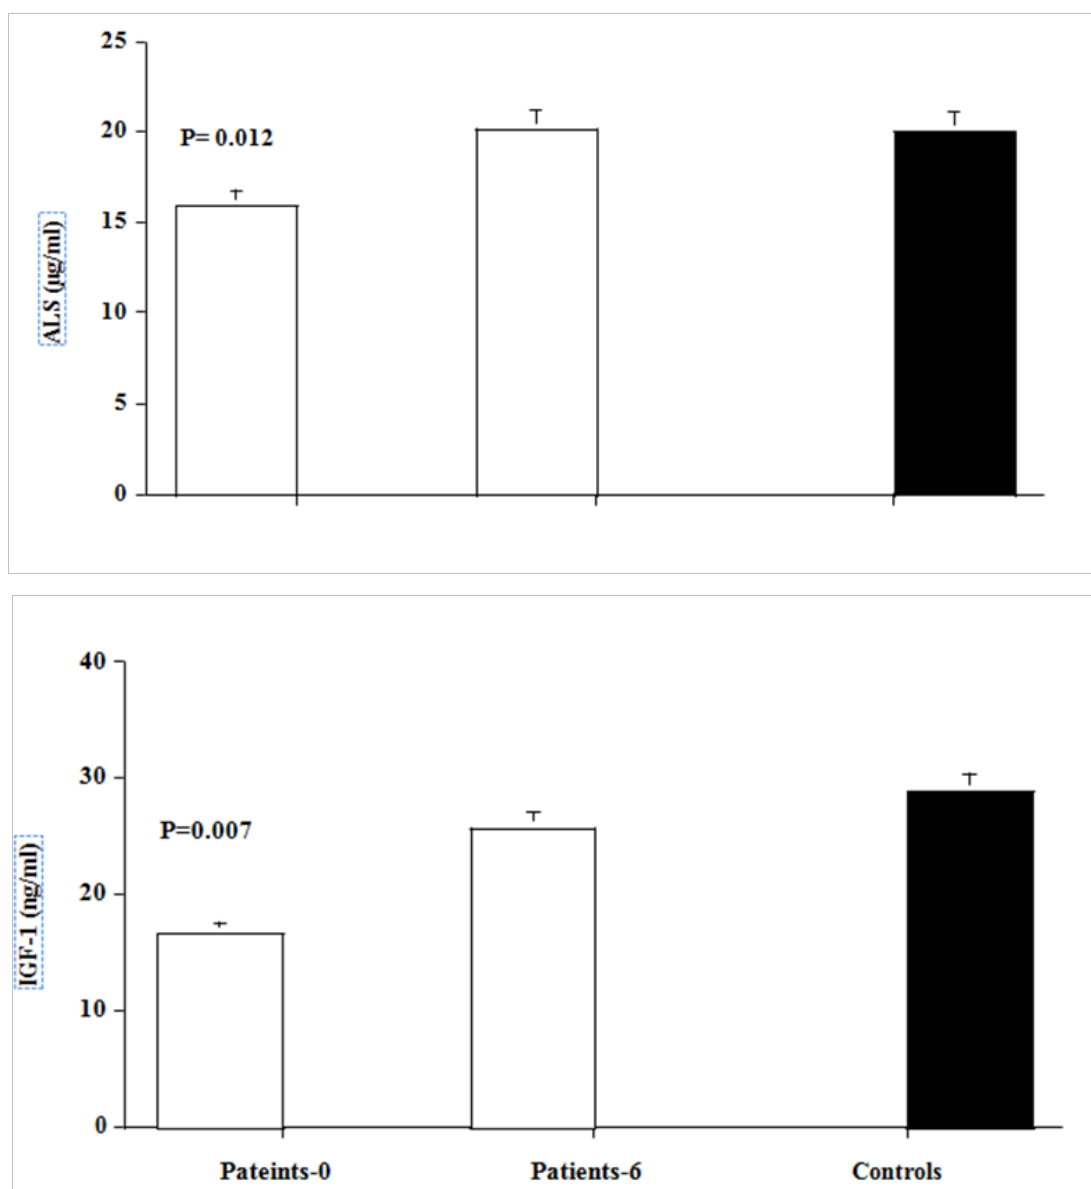 25
P= 0.012
20
15
ALS (µg/ml)
10
5
0
40
30
P=0.007
20
IGF-1 (ng/ml)
10
0
Pateints-0 Patients-6 Controls